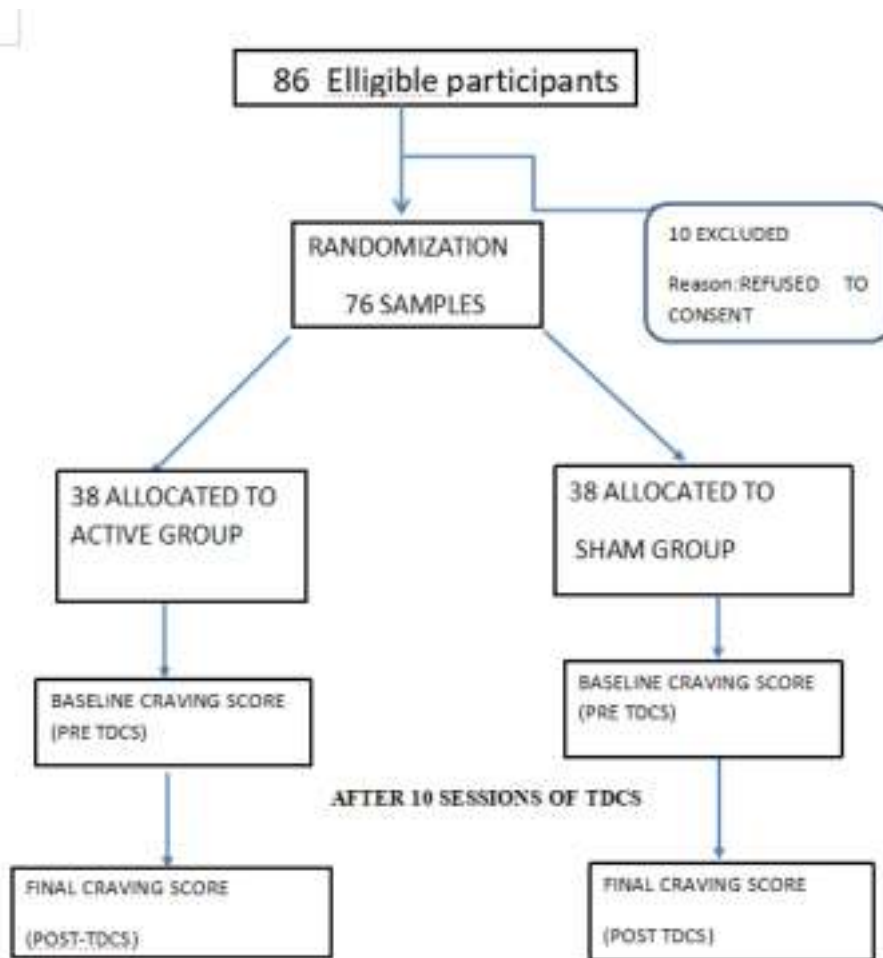 86 Elligible participants
10 EXCLUDED
Reason:REFUSED TO
CONSENT
RANDOMIZATION
76 SAMPLES
38 ALLOCATED TO
ACTIVE GROUP
38 ALLOCATED TO
SHAM GROUP
BASELINE CRAVING SCORE
(PRE TDCS)
BASELINE CRAVING SCORE
(PRE TDCS)
AFTER 10 SESSIONS OF TDCS
FINAL CRAVING SCORE
(POST-TDCS)
FINAL CRAVING SCORE
(POST TDCS)